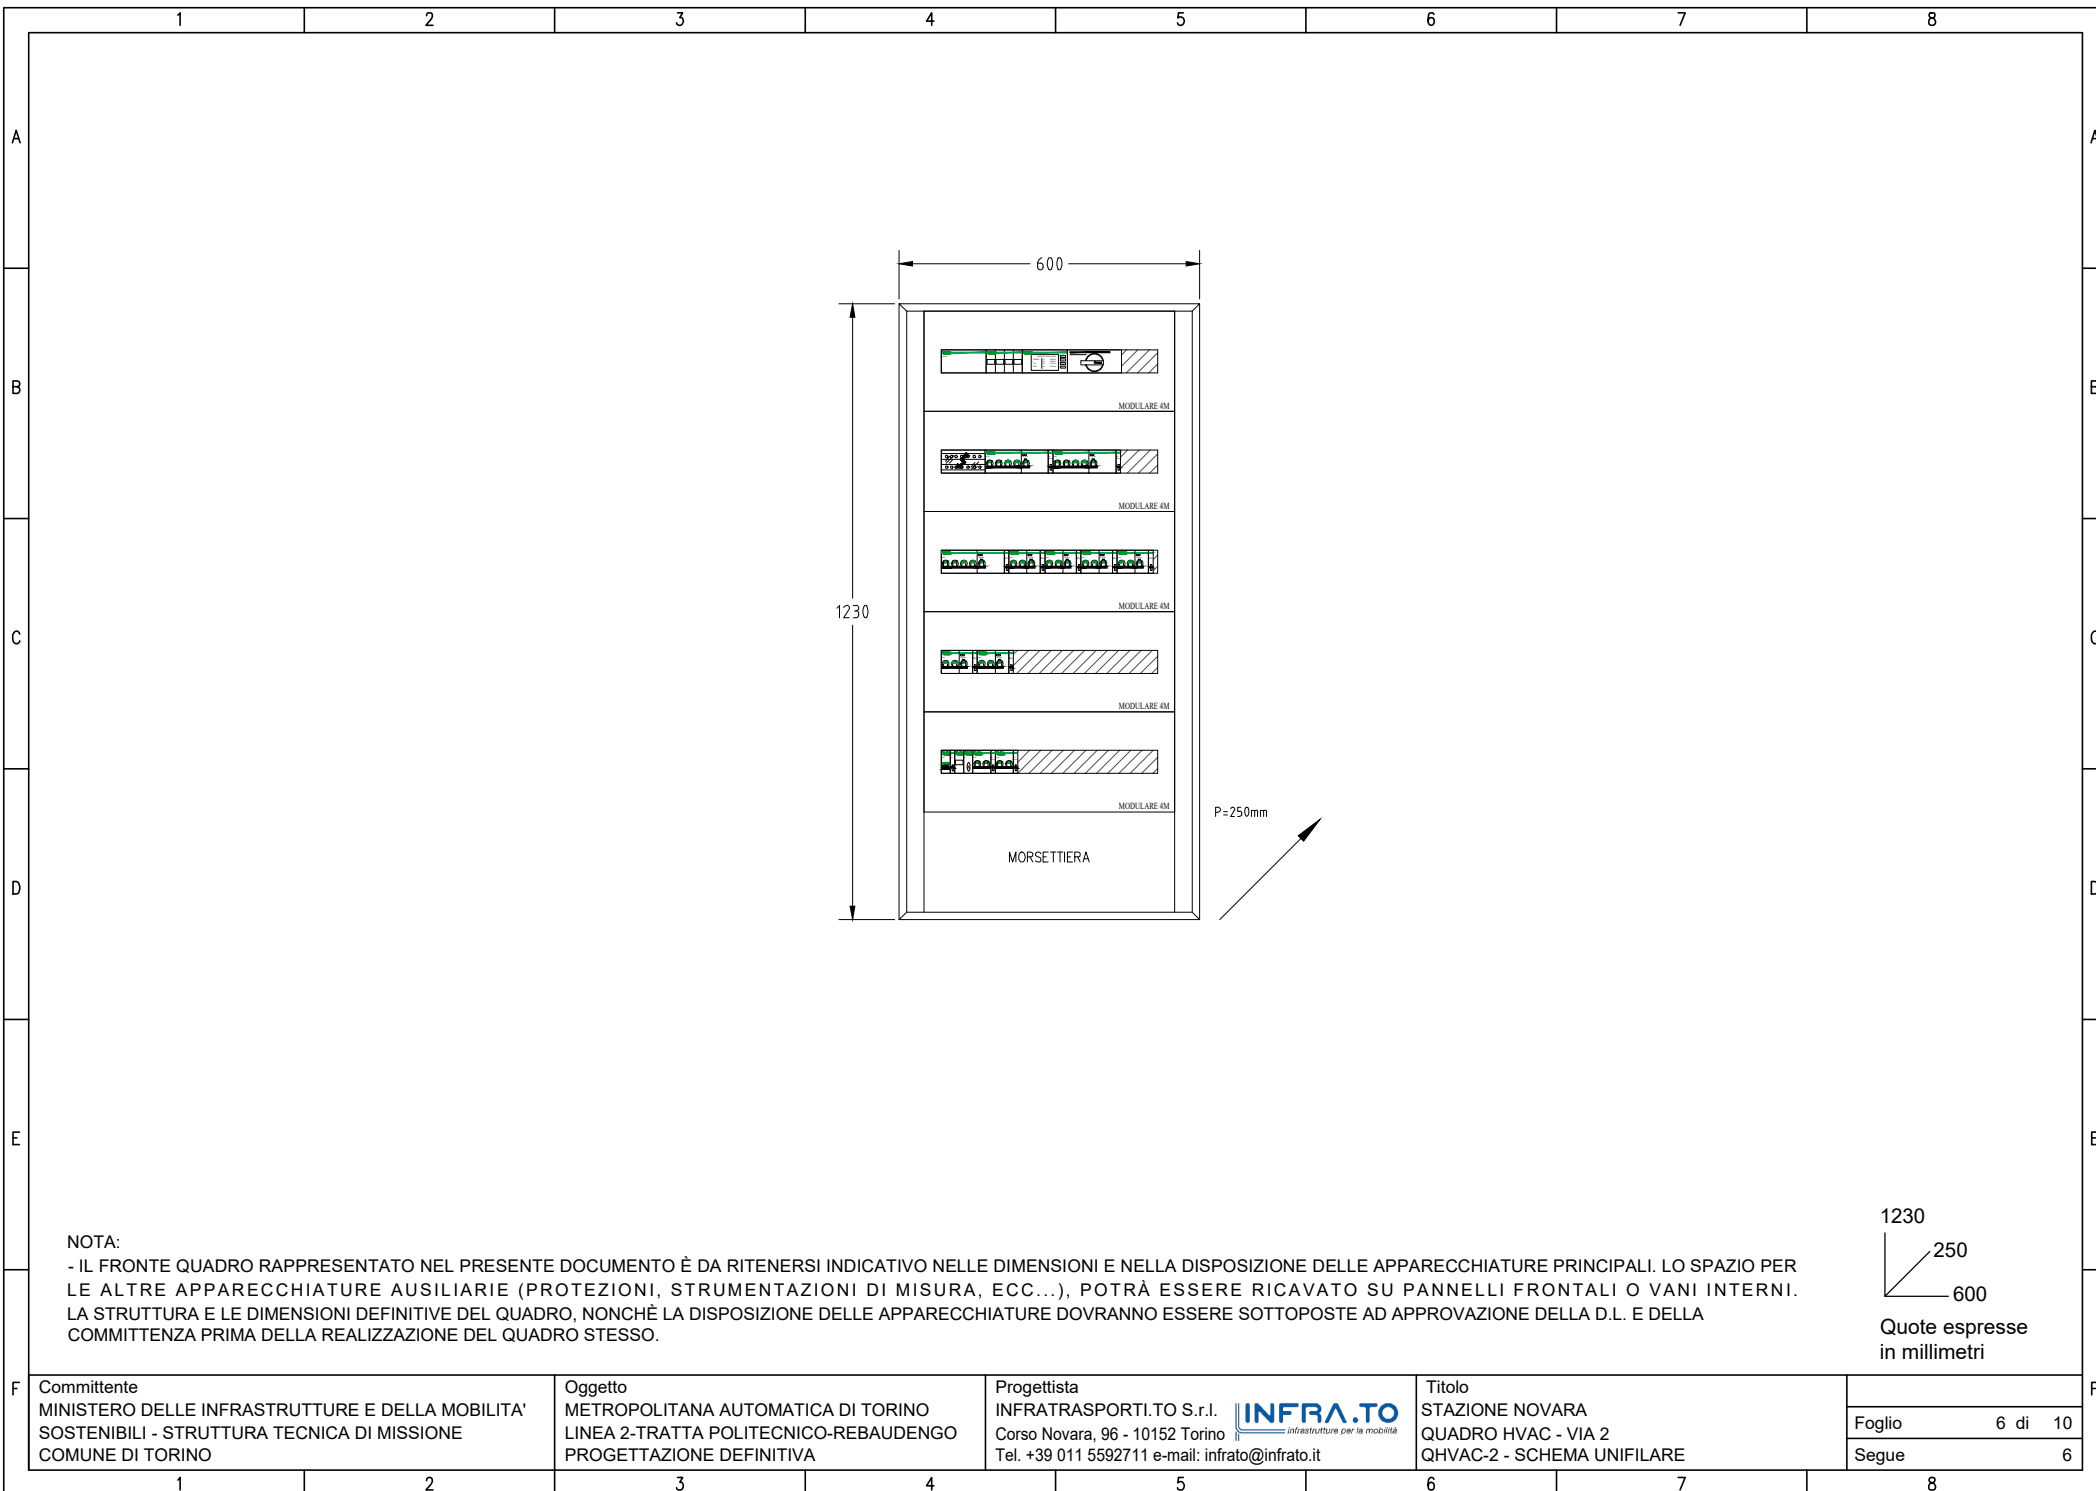 1 2 3 4 5 6 7 8
A A
600
B B
MODULARE 4M
MODULARE 4M
C C
1230
MODULARE 4M
MODULARE 4M
MODULARE 4M
P=250mm
MORSETTIERA
D D
E E
1230
250
600
Quote espresse
in millimetri
NOTA:
- IL FRONTE QUADRO RAPPRESENTATO NEL PRESENTE DOCUMENTO È DA RITENERSI INDICATIVO NELLE DIMENSIONI E NELLA DISPOSIZIONE DELLE APPARECCHIATURE PRINCIPALI. LO SPAZIO PER
LE ALTRE APPARECCHIATURE AUSILIARIE (PROTEZIONI, STRUMENTAZIONI DI MISURA, ECC...), POTRÀ ESSERE RICAVATO SU PANNELLI FRONTALI O VANI INTERNI.
LA STRUTTURA E LE DIMENSIONI DEFINITIVE DEL QUADRO, NONCHÈ LA DISPOSIZIONE DELLE APPARECCHIATURE DOVRANNO ESSERE SOTTOPOSTE AD APPROVAZIONE DELLA D.L. E DELLA
COMMITTENZA PRIMA DELLA REALIZZAZIONE DEL QUADRO STESSO.
F F
Committente
MINISTERO DELLE INFRASTRUTTURE E DELLA MOBILITA'
SOSTENIBILI - STRUTTURA TECNICA DI MISSIONE
COMUNE DI TORINO
Oggetto
METROPOLITANA AUTOMATICA DI TORINO
LINEA 2-TRATTA POLITECNICO-REBAUDENGO
PROGETTAZIONE DEFINITIVA
Progettista
INFRATRASPORTI.TO S.r.l.
Corso Novara, 96 - 10152 Torino
Tel. +39 011 5592711 e-mail: infrato@infrato.it
INFRA.TO
infrastrutture per la mobilità
Titolo
STAZIONE NOVARA
QUADRO HVAC - VIA 2
QHVAC-2 - SCHEMA UNIFILARE
Foglio 6 di 10
Segue 6
1 2 3 4 5 6 7 8